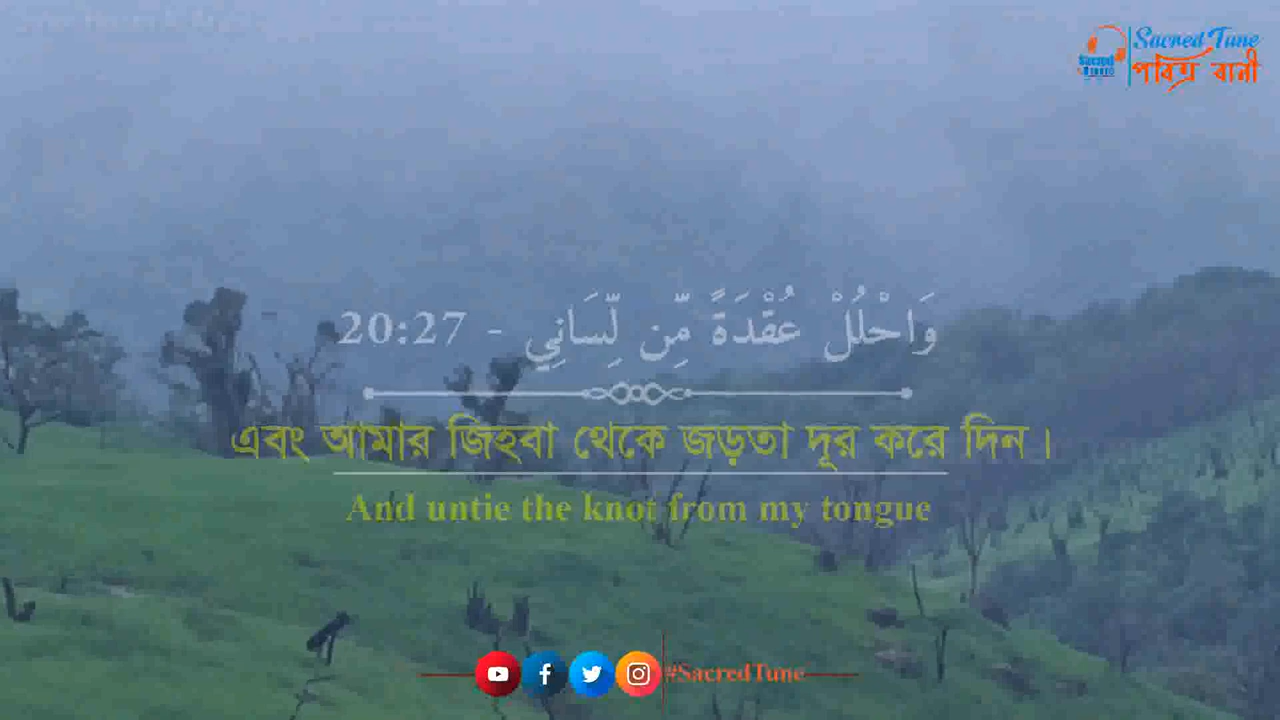 Sacred Tune
Sacred
পবিত্র বানী
وَاحْلُلْ عُقْدَةً مِّن لِّسَانِي - 20:27
এবং আমার জিহবা থেকে জড়তা দূর করে দিন।
And untie the knot from my tongue
#SacredTune